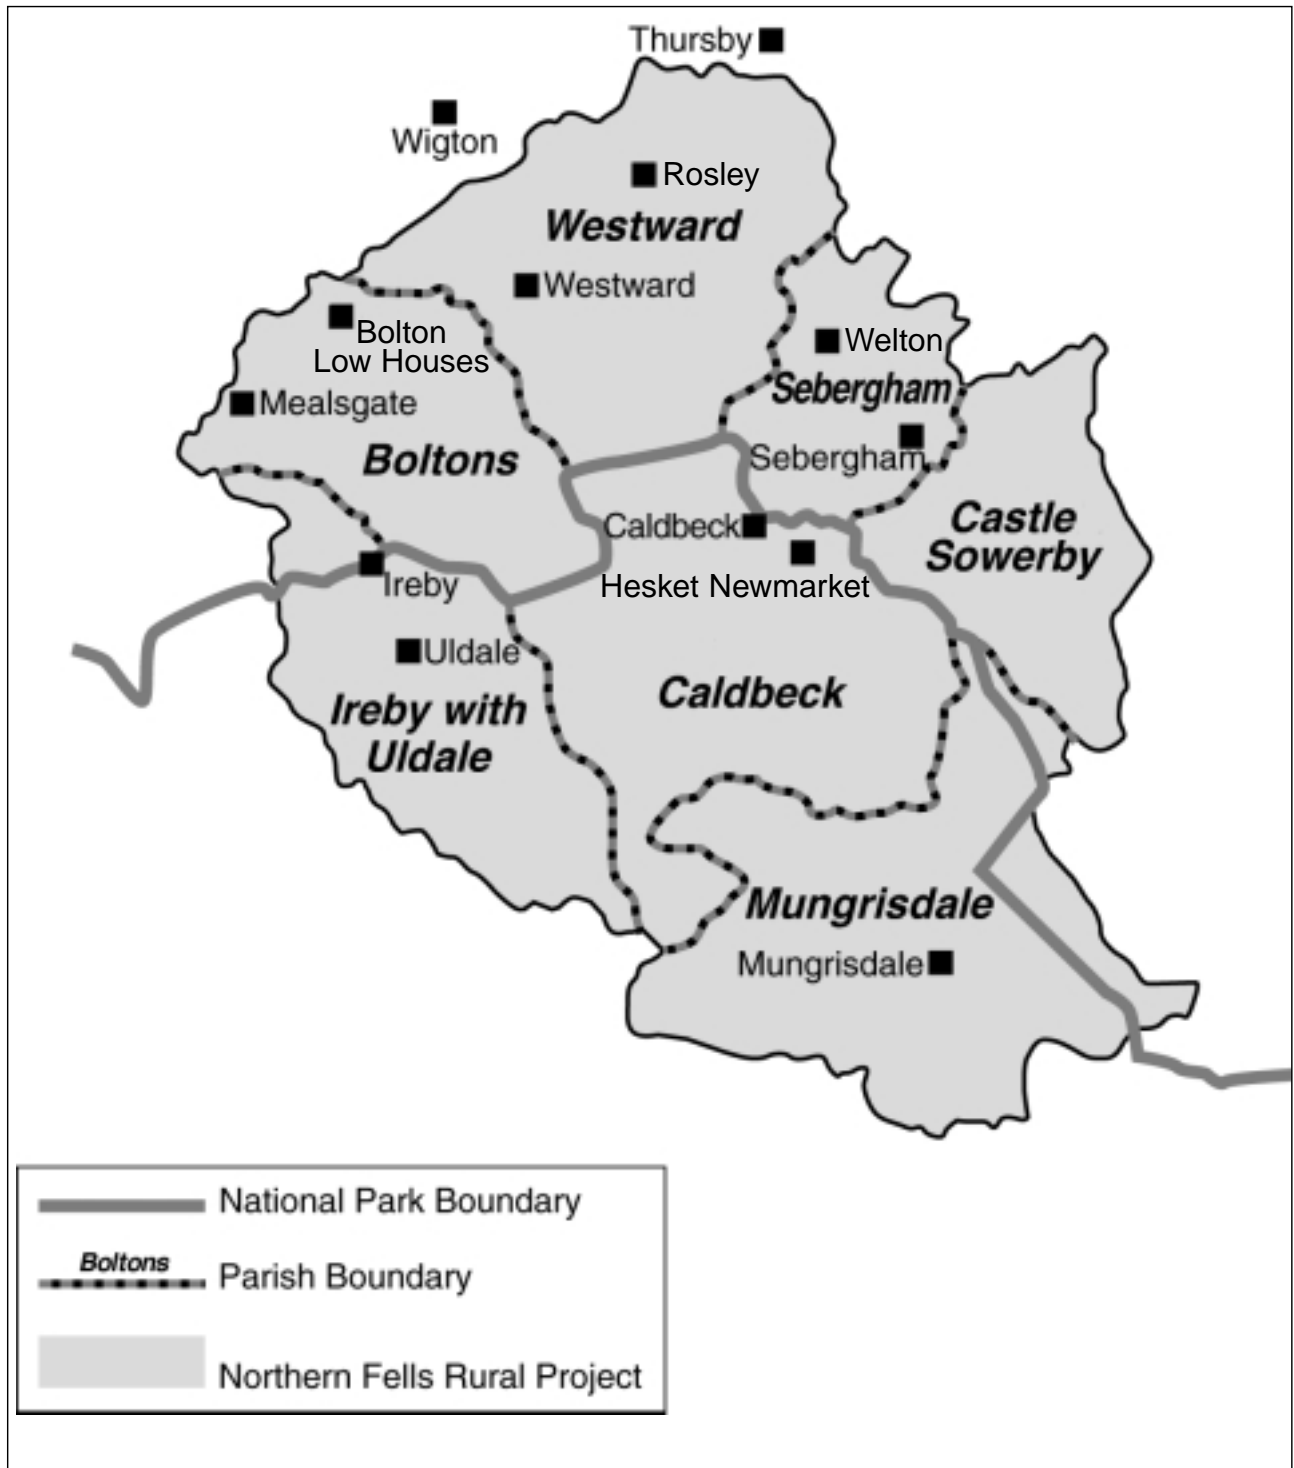 Thursby
Wigton
Rosley
Westward
Westward
Bolton
Low Houses
Welton
Sebergham
Mealsgate
Boltons
Sebergham
Castle
Sowerby
Caldbeck
Hesket Newmarket
Ireby
Uldale
Caldbeck
Ireby with
Uldale
Mungrisdale
Mungrisdale
National Park Boundary
Boltons
Parish Boundary
Northern Fells Rural Project